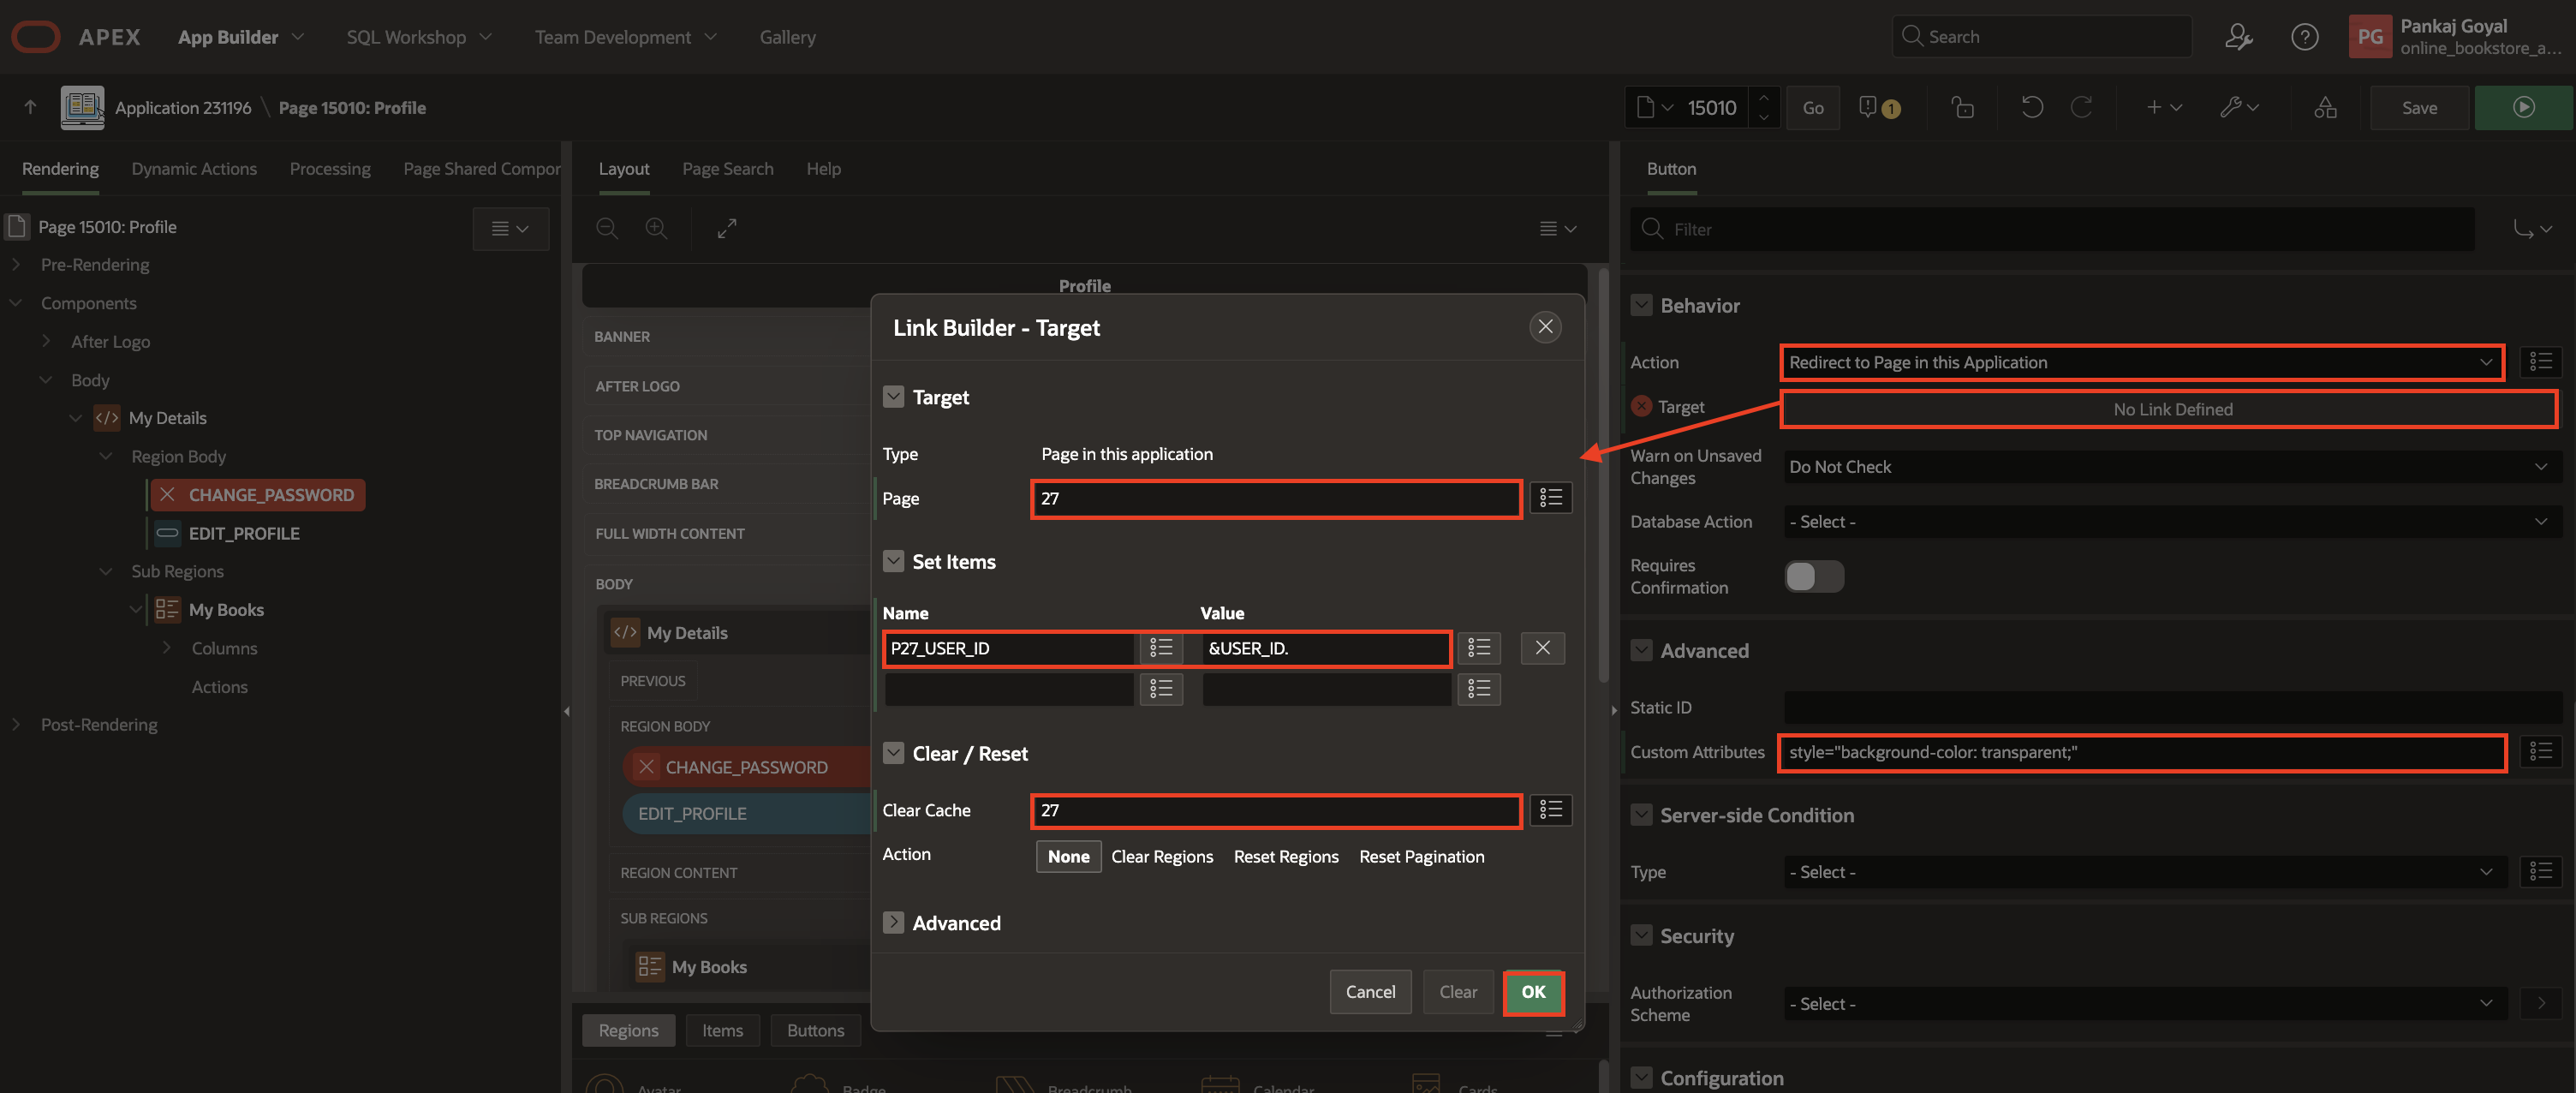 APEX App Builder SQL Workshop Team Development Gallery Search PG Pankaj Goyal
online_bookstore_a...
Application 231196 \ Page 15010: Profile 15010 Go 1 Save
Rendering Dynamic Actions Processing Page Shared Compor
Layout Page Search Help
Button
Page 15010: Profile
Pre-Rendering
Components
After Logo
Body
My Details
Region Body
CHANGE_PASSWORD
EDIT_PROFILE
Sub Regions
My Books
Columns
Actions
Post-Rendering
Profile
BANNER
AFTER LOGO
TOP NAVIGATION
BREADCRUMB BAR
FULL WIDTH CONTENT
BODY
My Details
PREVIOUS
REGION BODY
CHANGE_PASSWORD
EDIT_PROFILE
REGION CONTENT
SUB REGIONS
My Books
Regions Items Buttons
Avatar Badge Breadcrumb Calendar Cards
Link Builder - Target
Target
Type Page in this application
Page 27
Set Items
Name Value
P27_USER_ID &USER_ID.
Clear / Reset
Clear Cache 27
Action None Clear Regions Reset Regions Reset Pagination
Advanced
Cancel Clear OK
Filter
Behavior
Action Redirect to Page in this Application
Target No Link Defined
Warn on Unsaved
Changes
Do Not Check
Database Action - Select -
Requires
Confirmation
Advanced
Static ID
Custom Attributes style="background-color: transparent;"
Server-side Condition
Type - Select -
Security
Authorization
Scheme
- Select -
Configuration